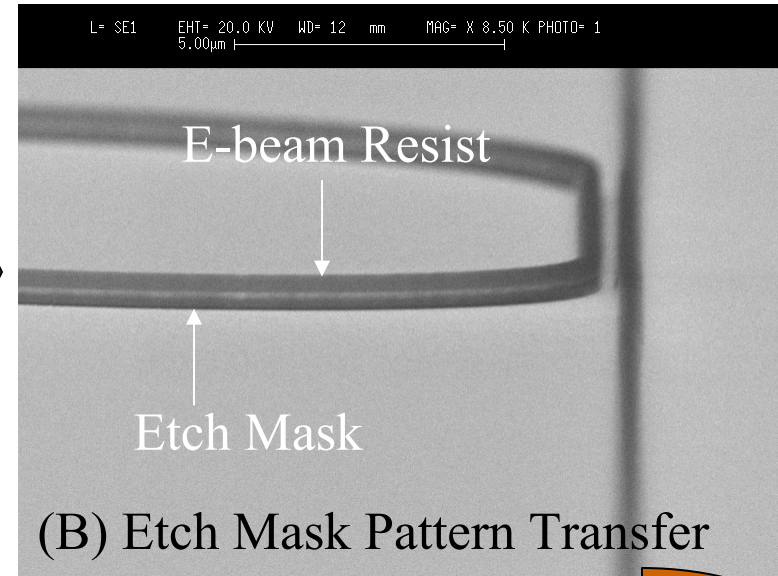 L= SE1 EHT= 20.0 KV WD= 12 mm MAG= X 8.50 K PHOTO= 1
5.00µm
E-beam Resist
Etch Mask
(B) Etch Mask Pattern Transfer